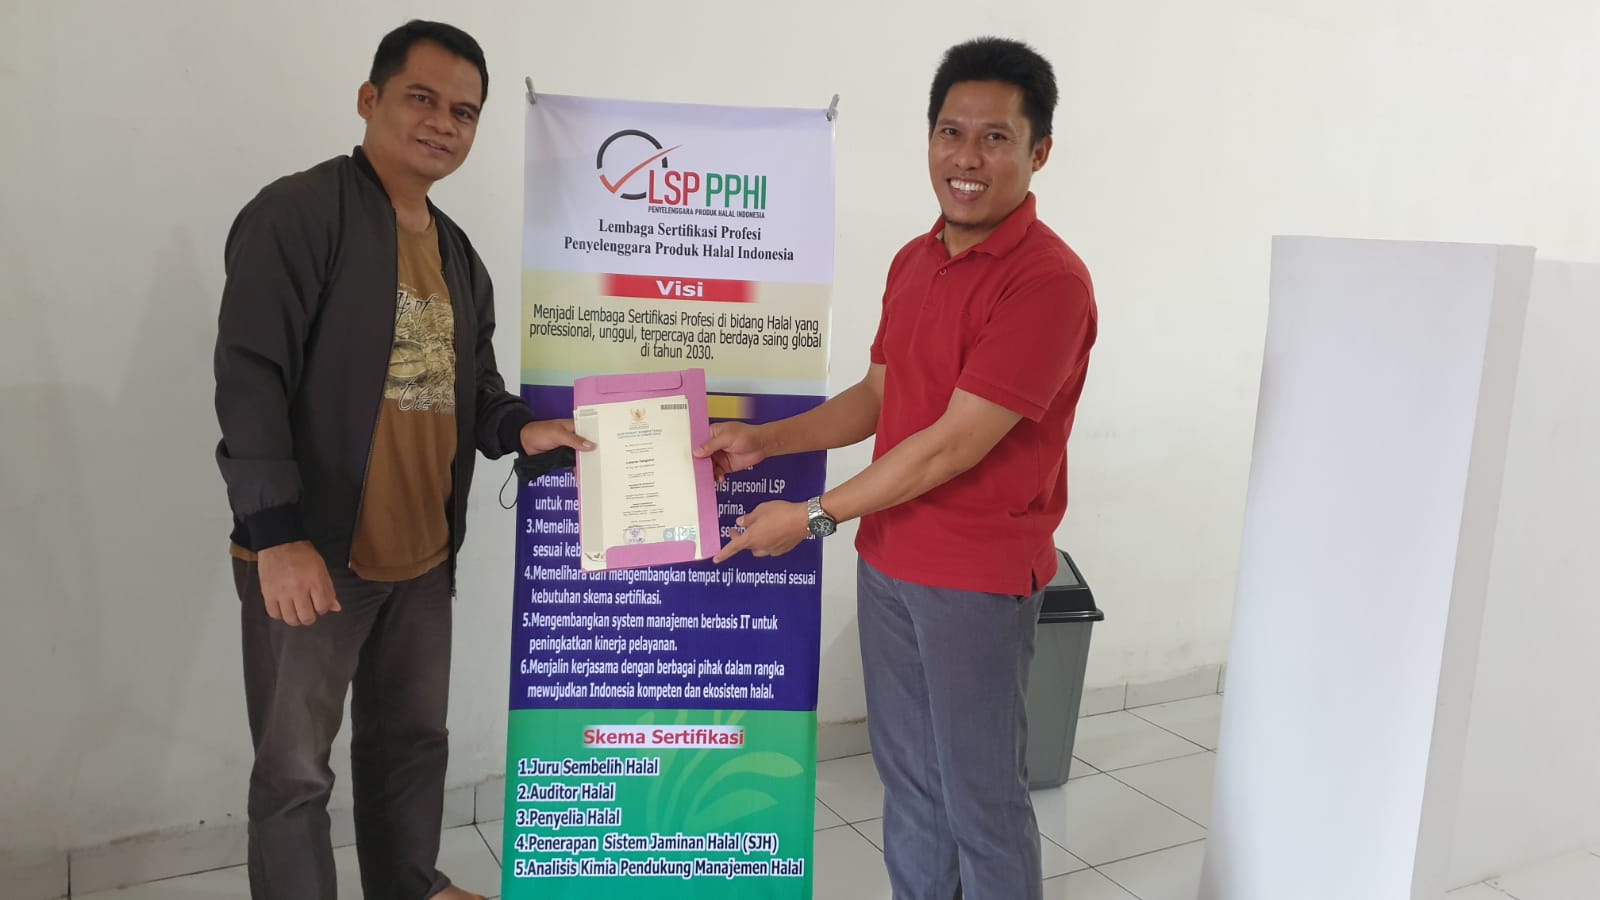 LSP PPHI
PENYELENGGARA PRODUK HALAL INDONESIA
Lembaga Sertifikasi Profesi
Penyelenggara Produk Halal Indonesia
Visi
Menjadi Lembaga Sertifikasi Profesi di bidang Halal yang
professional, unggul, terpercaya dan berdaya saing global
di tahun 2030.
2.Memeliha
nsi personil LSP
untuk me
prima.
3.Memeliha
sesuai keb
4.Memelihara dan mengembangkan tempat uji kompetensi sesuai
kebutuhan skema sertifikasi.
5.Mengembangkan system manajemen berbasis IT untuk
peningkatkan kinerja pelayanan.
6.Menjalin kerjasama dengan berbagai pihak dalam rangka
mewujudkan Indonesia kompeten dan ekosistem halal.
Skema Sertifikasi
1.Juru Sembelih Halal
2.Auditor Halal
3.Penyelia Halal
4.Penerapan Sistem Jaminan Halal (SJH)
5.Analisis Kimia Pendukung Manajemen Halal